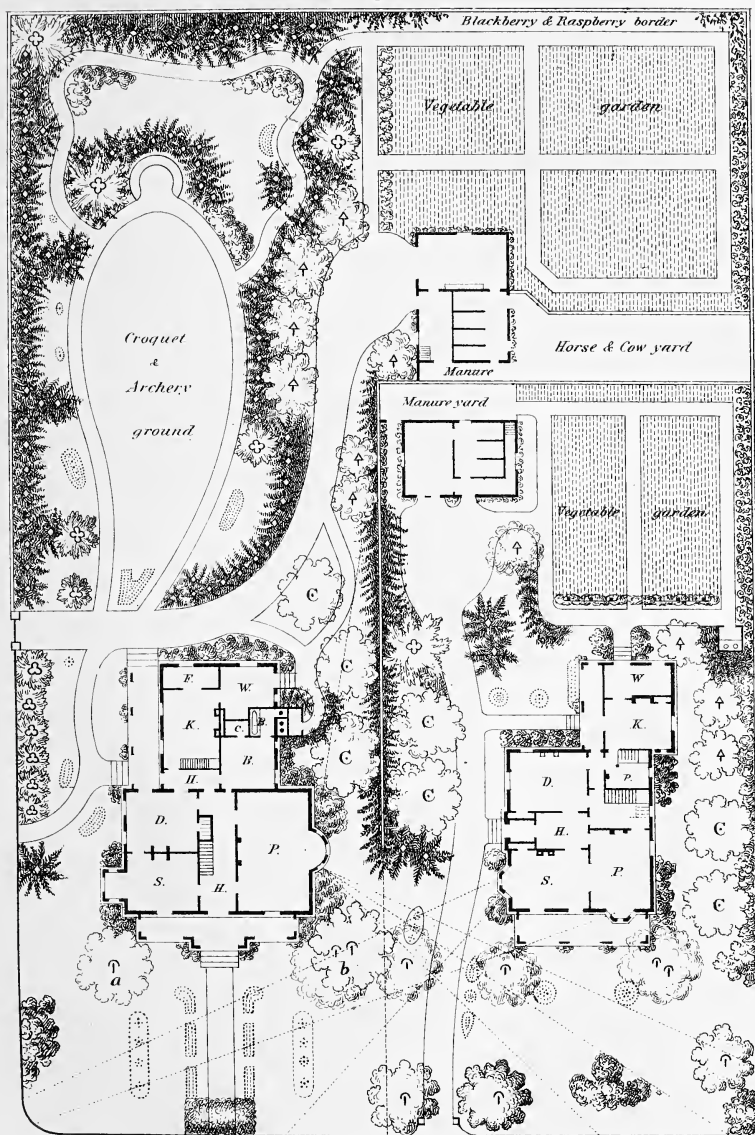 Blackberry & Raspberry border
Vegetable garden
Croquet
&
Archery
ground
Horse & Cow yard
Manure
Manure yard
Vegetable garden
C
C
C
C
C
C
C
F. W.
K. C. B.
B.
H.
D.
P.
S. H.
W
K.
D. P.
H.
S. P.
a b